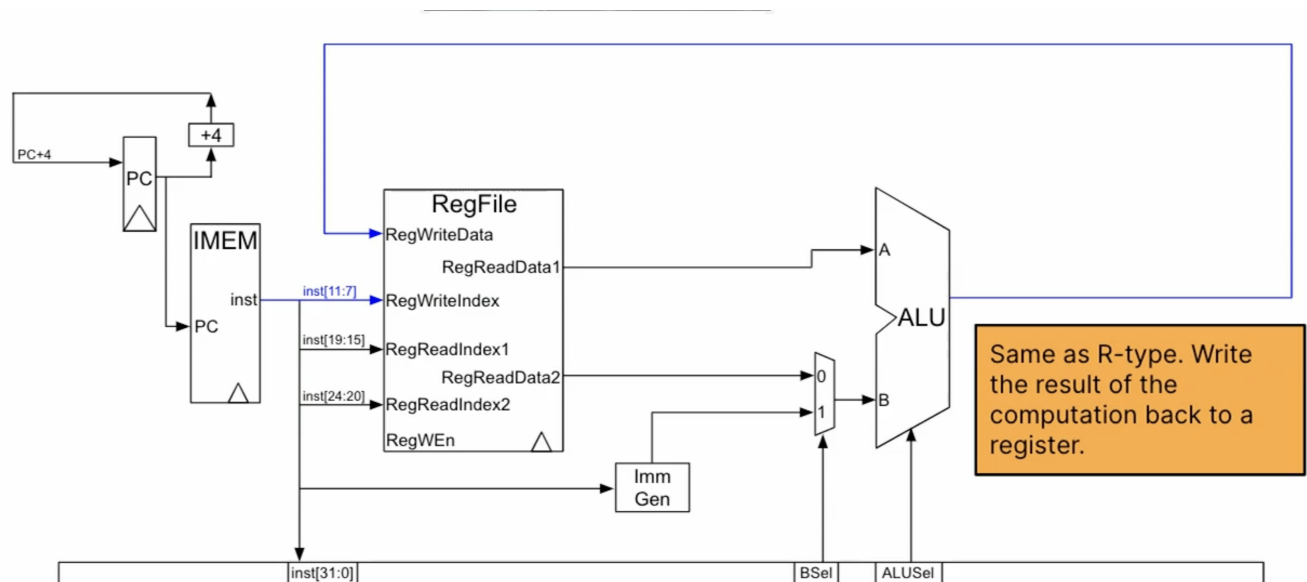 +4
PC+4
PC
IMEM
inst
PC
inst[11:7]
inst[19:15]
inst[24:20]
RegFile
RegWriteData
RegReadData1
RegWriteIndex
RegReadIndex1
RegReadData2
RegReadIndex2
RegWEn
Imm
Gen
0
1
A
ALU
B
Same as R-type. Write
the result of the
computation back to a
register.
inst[31:0]
BSel
ALUSel